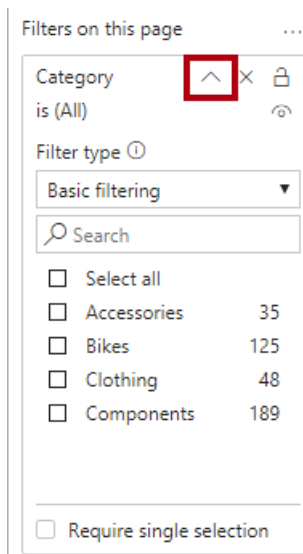 Filters on this page ...
Category
is (All)
Filter type
Basic filtering
Search
Select all
Accessories 35
Bikes 125
Clothing 48
Components 189
Require single selection